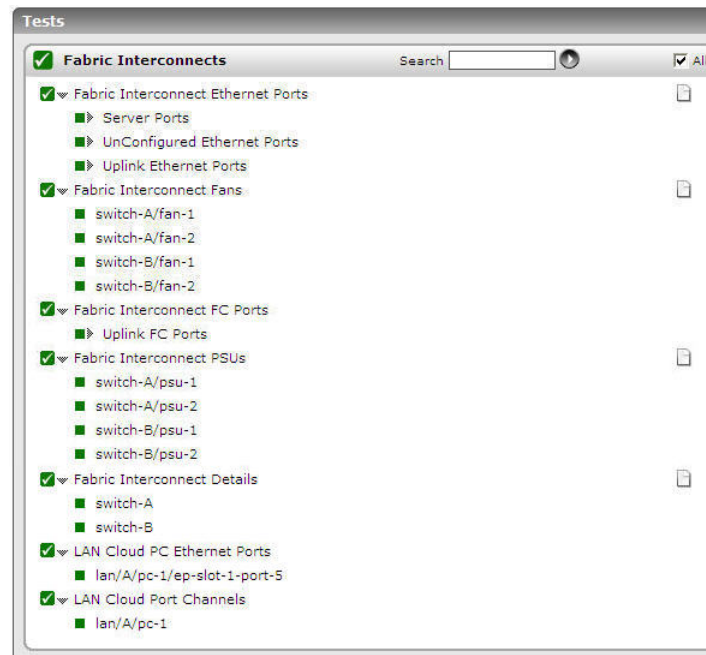 Tests
Fabric Interconnects Search All
Fabric Interconnect Ethernet Ports
Server Ports
UnConfigured Ethernet Ports
Uplink Ethernet Ports
Fabric Interconnect Fans
switch-A/fan-1
switch-A/fan-2
switch-B/fan-1
switch-B/fan-2
Fabric Interconnect FC Ports
Uplink FC Ports
Fabric Interconnect PSUs
switch-A/psu-1
switch-A/psu-2
switch-B/psu-1
switch-B/psu-2
Fabric Interconnect Details
switch-A
switch-B
LAN Cloud PC Ethernet Ports
lan/A/pc-1/ep-slot-1-port-5
LAN Cloud Port Channels
lan/A/pc-1